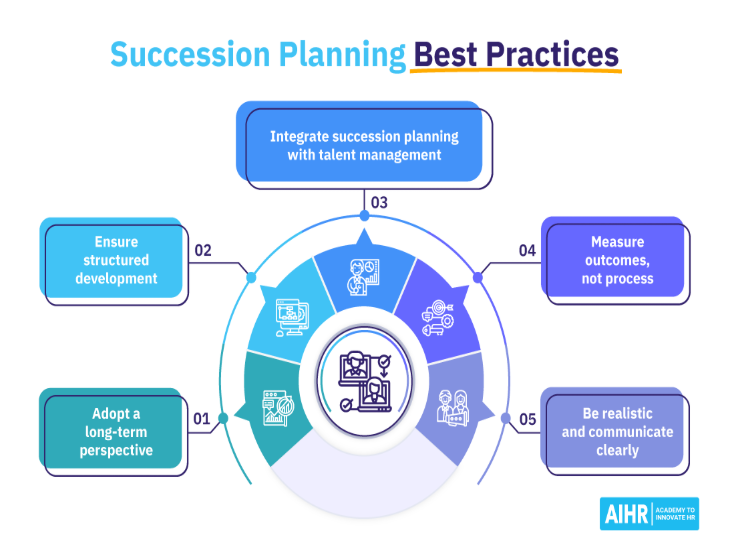 Succession Planning Best Practices
Integrate succession planning
with talent management
03
02
Ensure
structured
development
04
Measure
outcomes,
not process
01
Adopt a
long-term
perspective
05
Be realistic
and communicate
clearly
AIHR
ACADEMY TO
INNOVATE HR